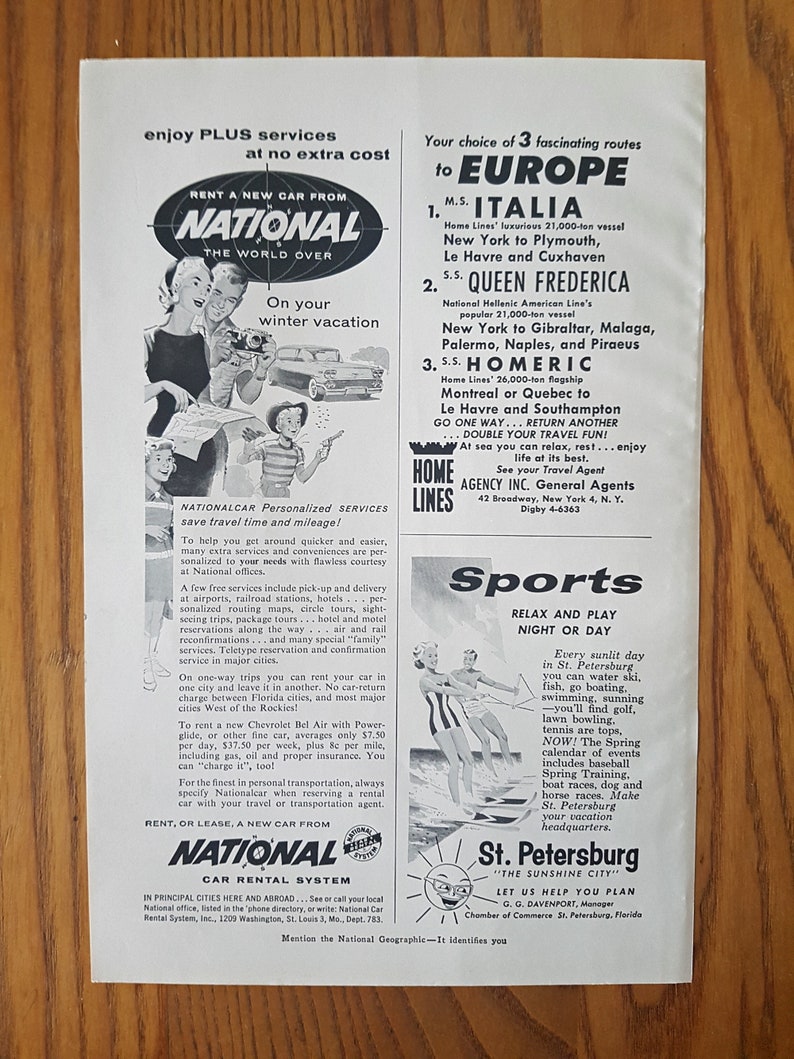 enjoy PLUS services
at no extra cost
RENT A NEW CAR FROM
NATIONAL
THE WORLD OVER
On your
winter vacation
NATIONALCAR Personalized SERVICES
save travel time and mileage!
To help you get around quicker and easier,
many extra services and conveniences are per-
sonalized to your needs with flawless courtesy
at National offices.
A few free services include pick-up and delivery
at airports, railroad stations, hotels . . . per-
sonalized routing maps, circle tours, sight-
seeing trips, package tours . . . hotel and motel
reservations along the way . . . air and rail
reconfirmations . . . and many special "family"
services. Teletype reservation and confirmation
service in major cities.
On one-way trips you can rent your car in
one city and leave it in another. No car-return
charge between Florida cities, and most major
cities West of the Rockies!
To rent a new Chevrolet Bel Air with Power-
glide, or other fine car, averages only $7.50
per day, $37.50 per week, plus 8c per mile,
including gas, oil and proper insurance. You
can "charge it", too!
For the finest in personal transportation, always
specify Nationalcar when reserving a rental
car with your travel or transportation agent.
RENT, OR LEASE, A NEW CAR FROM
NATIONAL
NATIONAL
CAR RENTAL
SYSTEM
CAR RENTAL SYSTEM
IN PRINCIPAL CITIES HERE AND ABROAD . . . See or call your local
National office, listed in the 'phone directory, or write: National Car
Rental System, Inc., 1209 Washington, St. Louis 3, Mo., Dept. 783.
Your choice of 3 fascinating routes
to EUROPE
1. M.S. ITALIA
Home Lines' luxurious 21,000-ton vessel
New York to Plymouth,
Le Havre and Cuxhaven
2. S.S. QUEEN FREDERICA
National Hellenic American Line's
popular 21,000-ton vessel
New York to Gibraltar, Malaga,
Palermo, Naples, and Piraeus
3. S.S. HOMERIC
Home Lines' 26,000-ton flagship
Montreal or Quebec to
Le Havre and Southampton
GO ONE WAY . . . RETURN ANOTHER
. . . DOUBLE YOUR TRAVEL FUN!
At sea you can relax, rest . . . enjoy
life at its best.
See your Travel Agent
HOME
LINES
AGENCY INC. General Agents
42 Broadway, New York 4, N. Y.
Digby 4-6363
Sports
RELAX AND PLAY
NIGHT OR DAY
Every sunlit day
in St. Petersburg
you can water ski,
fish, go boating,
swimming, sunning
—you'll find golf,
lawn bowling,
tennis are tops,
NOW! The Spring
calendar of events
includes baseball
Spring Training,
boat races, dog and
horse races. Make
St. Petersburg
your vacation
headquarters.
St. Petersburg
"THE SUNSHINE CITY"
LET US HELP YOU PLAN
G. G. DAVENPORT, Manager
Chamber of Commerce St. Petersburg, Florida
Mention the National Geographic—It identifies you